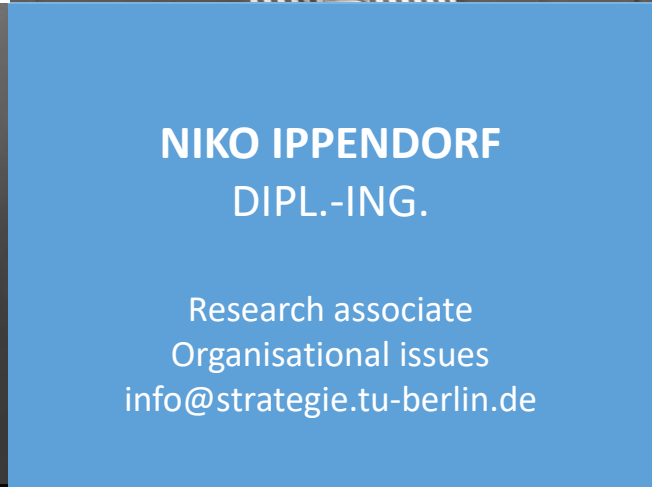 NIKO IPPENDORF
DIPL.-ING.
Research associate
Organisational issues
info@strategie.tu-berlin.de